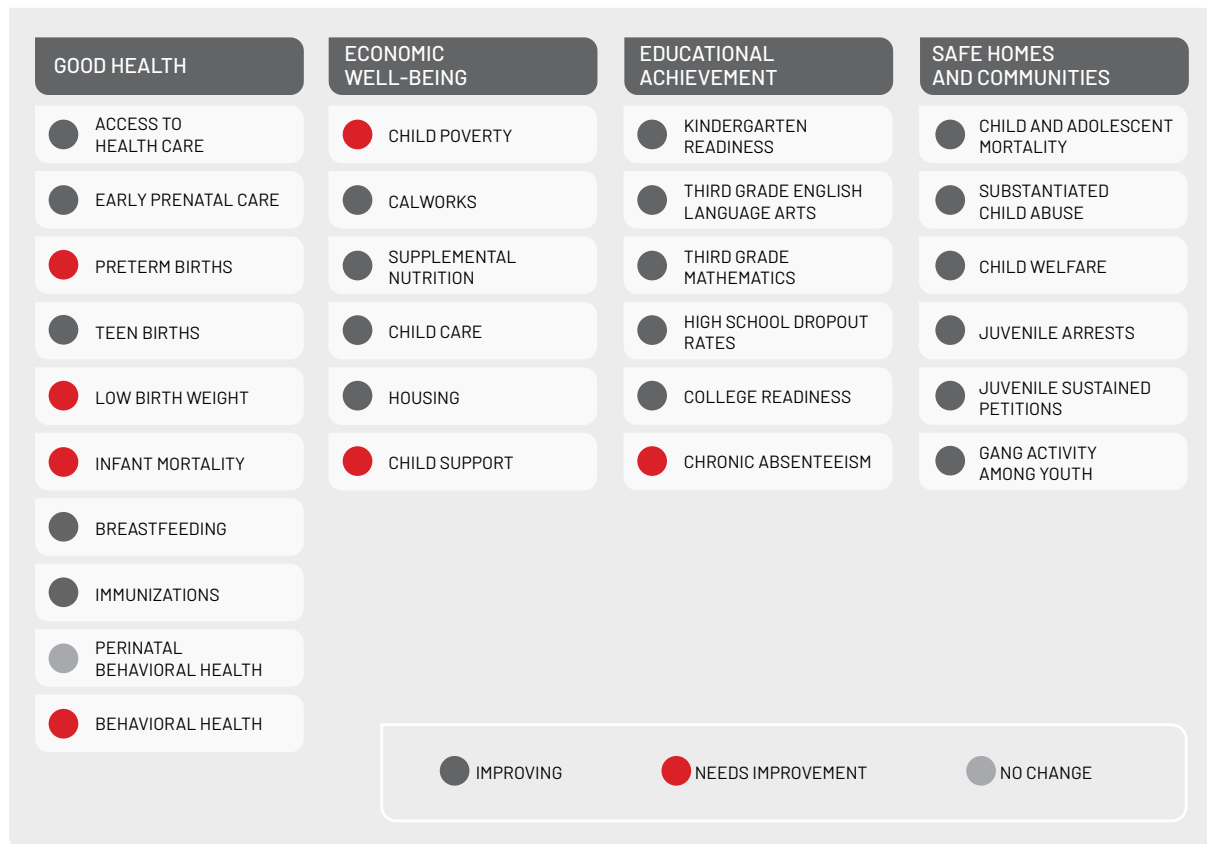 GOOD HEALTH
ACCESS TO
HEALTH CARE
EARLY PRENATAL CARE
PRETERM BIRTHS
TEEN BIRTHS
LOW BIRTH WEIGHT
INFANT MORTALITY
BREASTFEEDING
IMMUNIZATIONS
PERINATAL
BEHAVIORAL HEALTH
BEHAVIORAL HEALTH
ECONOMIC
WELL-BEING
CHILD POVERTY
CALWORKS
SUPPLEMENTAL
NUTRITION
CHILD CARE
HOUSING
CHILD SUPPORT
EDUCATIONAL
ACHIEVEMENT
KINDERGARTEN
READINESS
THIRD GRADE ENGLISH
LANGUAGE ARTS
THIRD GRADE
MATHEMATICS
HIGH SCHOOL DROPOUT
RATES
COLLEGE READINESS
CHRONIC ABSENTEEISM
SAFE HOMES
AND COMMUNITIES
CHILD AND ADOLESCENT
MORTALITY
SUBSTANTIATED
CHILD ABUSE
CHILD WELFARE
JUVENILE ARRESTS
JUVENILE SUSTAINED
PETITIONS
GANG ACTIVITY
AMONG YOUTH
IMPROVING
NEEDS IMPROVEMENT
NO CHANGE